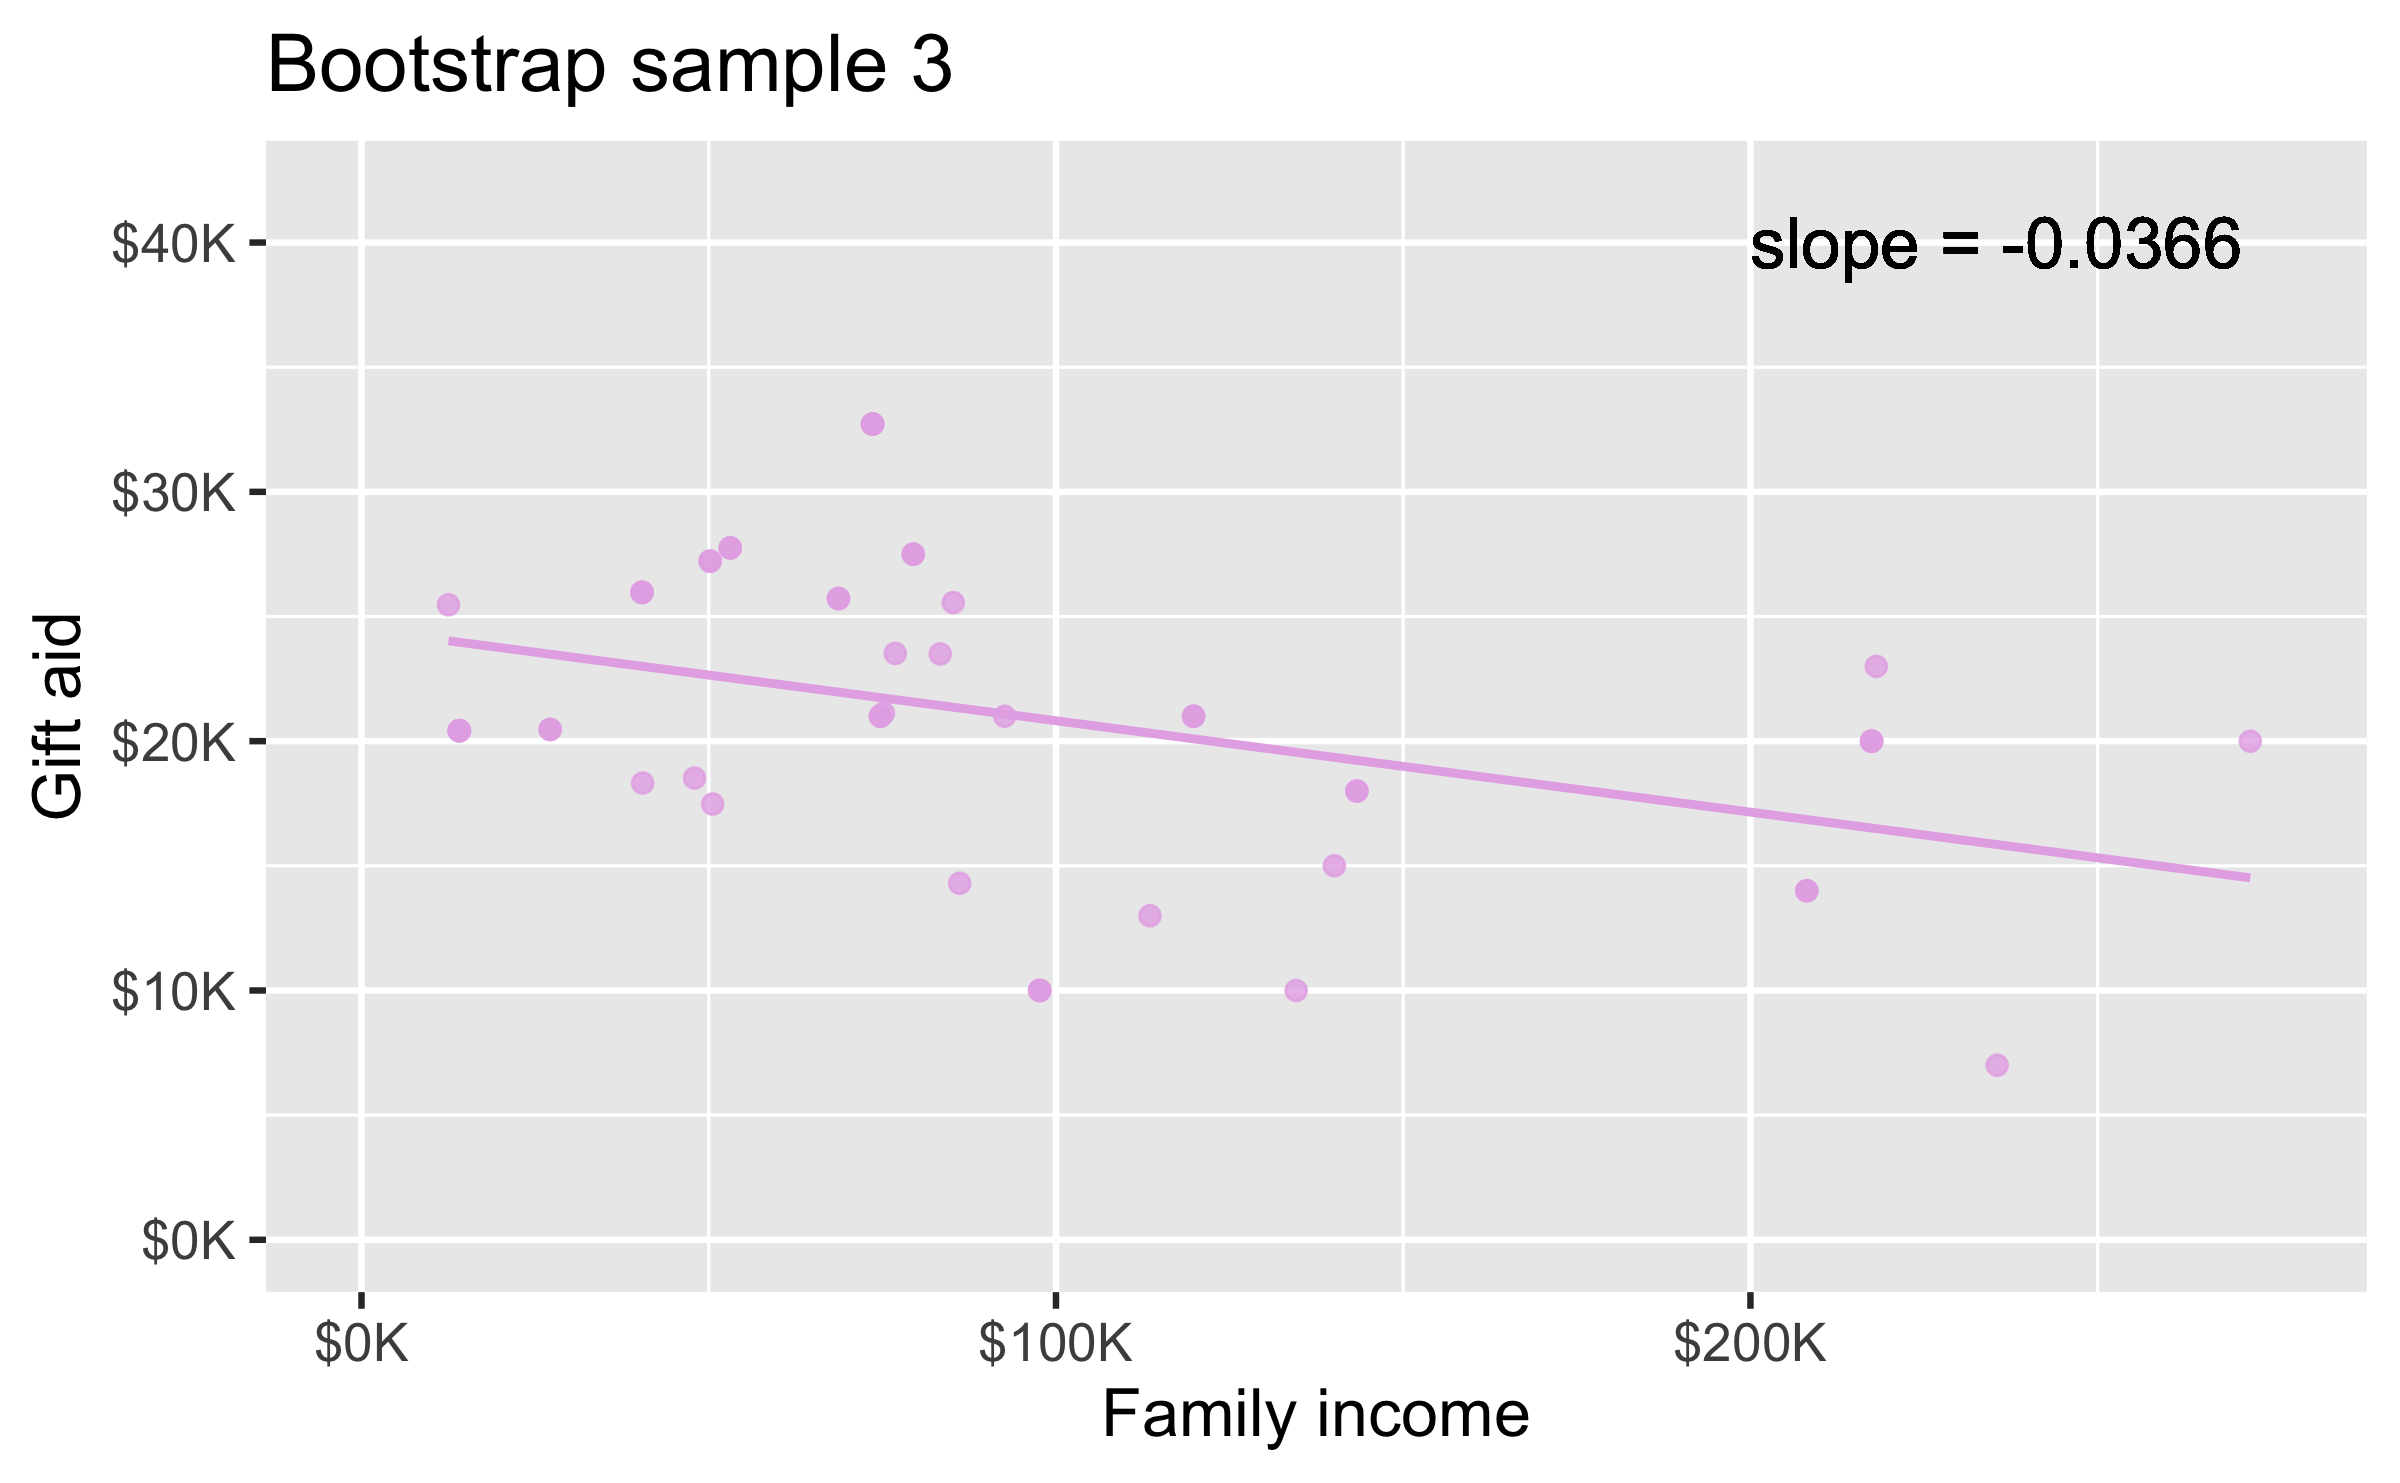 Bootstrap sample 3
slope = -0.0366
$40K
$30K
$20K
$10K
$0K
Gift aid
$0K
$100K
$200K
Family income